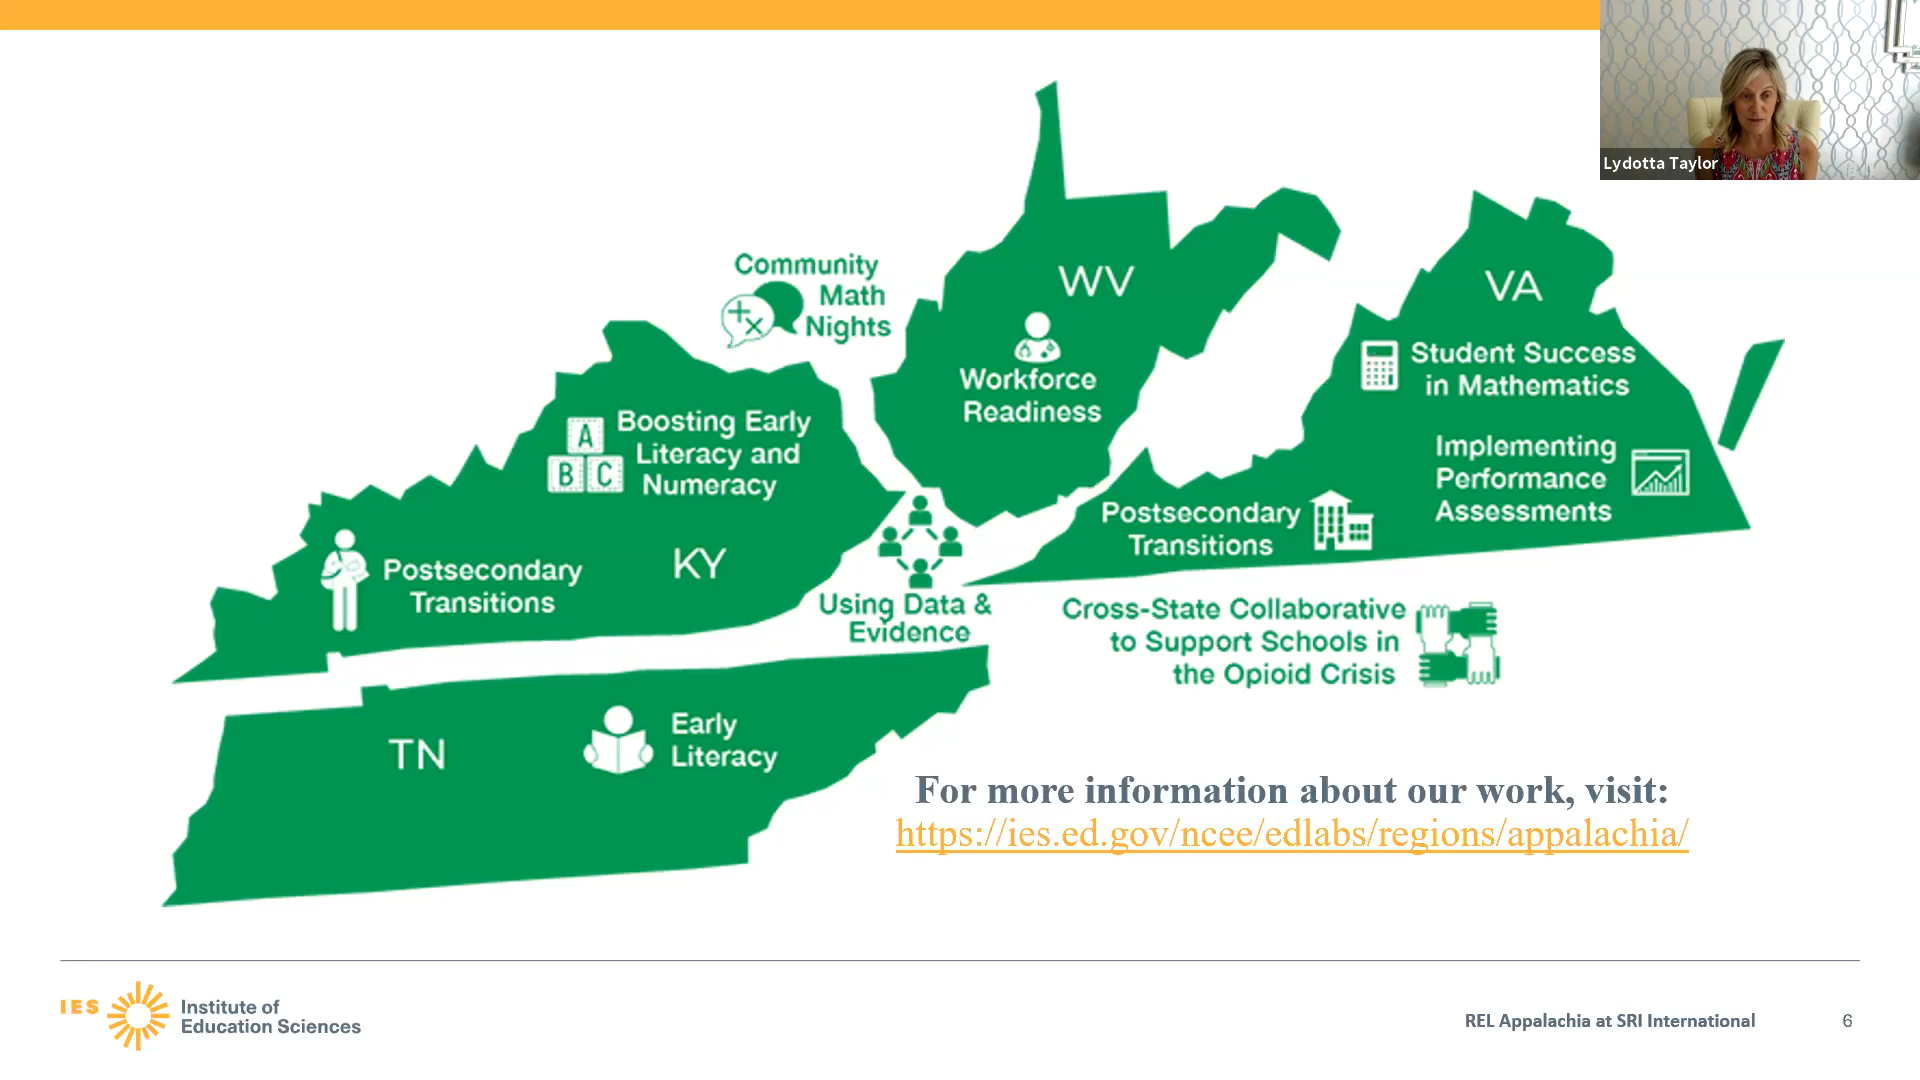 Lydotta Taylor
WV
VA
Community
Math
Nights
Workforce
Readiness
Student Success
in Mathematics
A
B C
Boosting Early
Literacy and
Numeracy
Implementing
Performance
Assessments
Postsecondary
Transitions
KY
Postsecondary
Transitions
Using Data &
Evidence
Cross-State Collaborative
to Support Schools in
the Opioid Crisis
TN
Early
Literacy
For more information about our work, visit:
https://ies.ed.gov/ncee/edlabs/regions/appalachia/
IES
Institute of
Education Sciences
REL Appalachia at SRI International
6